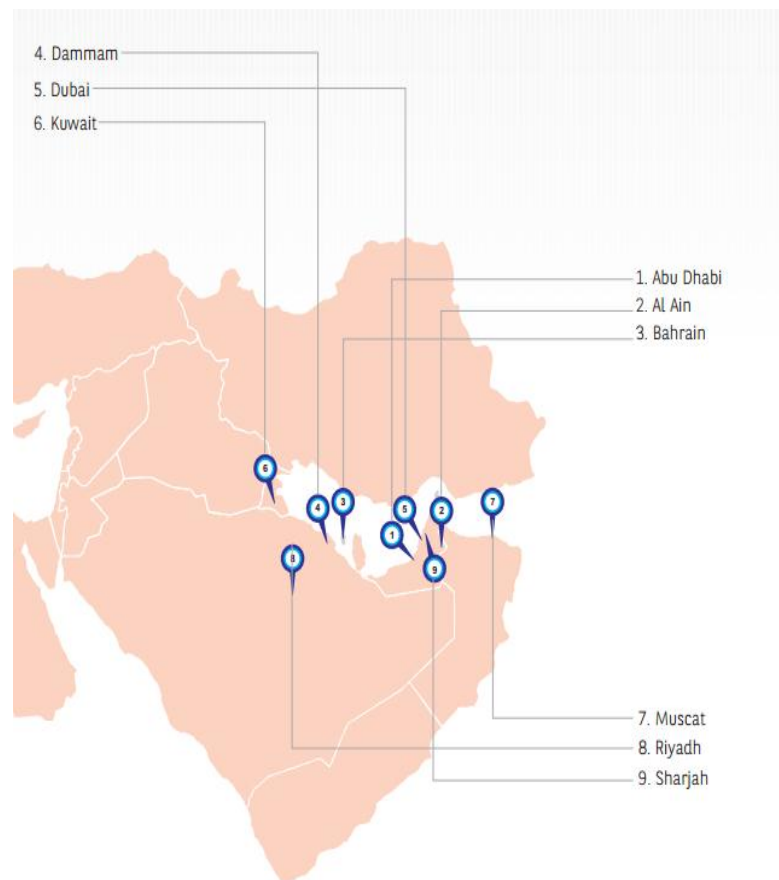 4. Dammam
5. Dubai
6. Kuwait
1. Abu Dhabi
2. Al Ain
3. Bahrain
6
4
3
5
2
7
1
8
9
7. Muscat
8. Riyadh
9. Sharjah